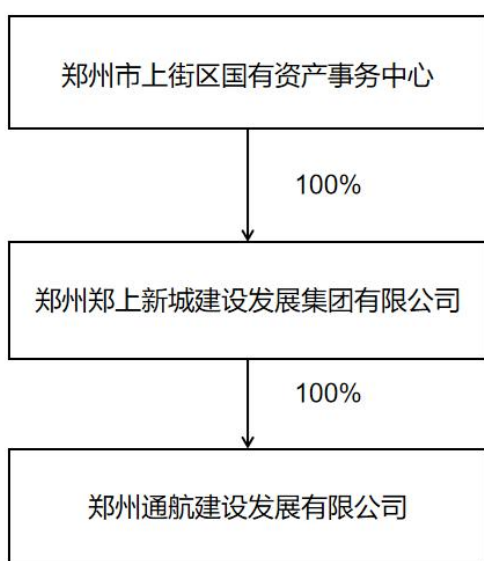 郑州市上街区国有资产事务中心
100%
郑州郑上新城建设发展集团有限公司
100%
郑州通航建设发展有限公司